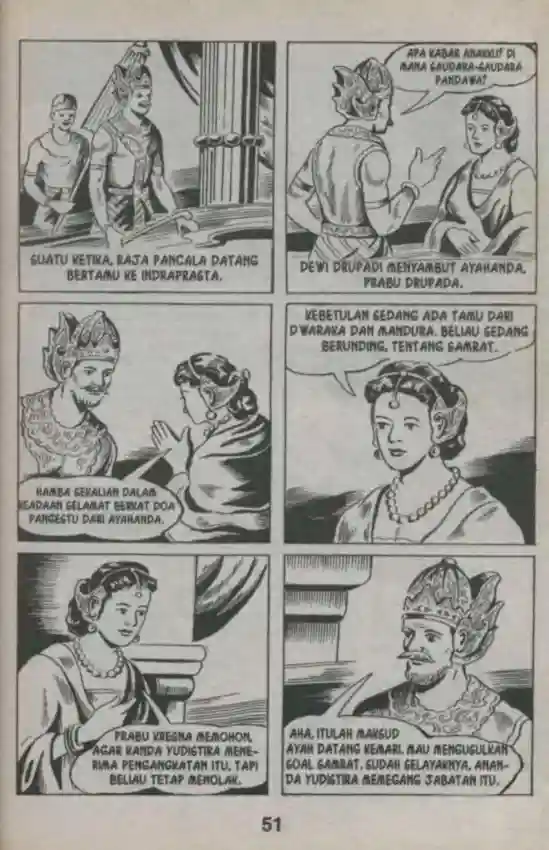 SUATU KETIKA, RAJA PANCALA DATANG
BERTAMU KE INDRAPRASTA.
APA KABAR ANAKKU? DI
MANA SAUDARA-SAUDARA
PANDAWA?
DEWI DRUPADI MENYAMBUT AYAHANDA,
PRABU DRUPADA.
HAMBA SEKALIAN DALAM
KEADAAN SELAMAT BERKAT DOA
PANGESTU DARI AYAHANDA.
KEBETULAN SEDANG ADA TAMU DARI
DWARAKA DAN MANDURA. BELIAU SEDANG
BERUNDING, TENTANG SAMRAT.
PRABU KRESNA MEMOHON,
AGAR KANDA YUDISTIRA MENE-
RIMA PENGANGKATAN ITU, TAPI
BELIAU TETAP MENOLAK.
AHA, ITULAH MAKSUD
AYAH DATANG KEMARI. MAU MENGUSULKAN
SOAL SAMRAT. SUDAH SELAYAKNYA, ANAN-
DA YUDISTIRA MEMEGANG JABATAN ITU.
51